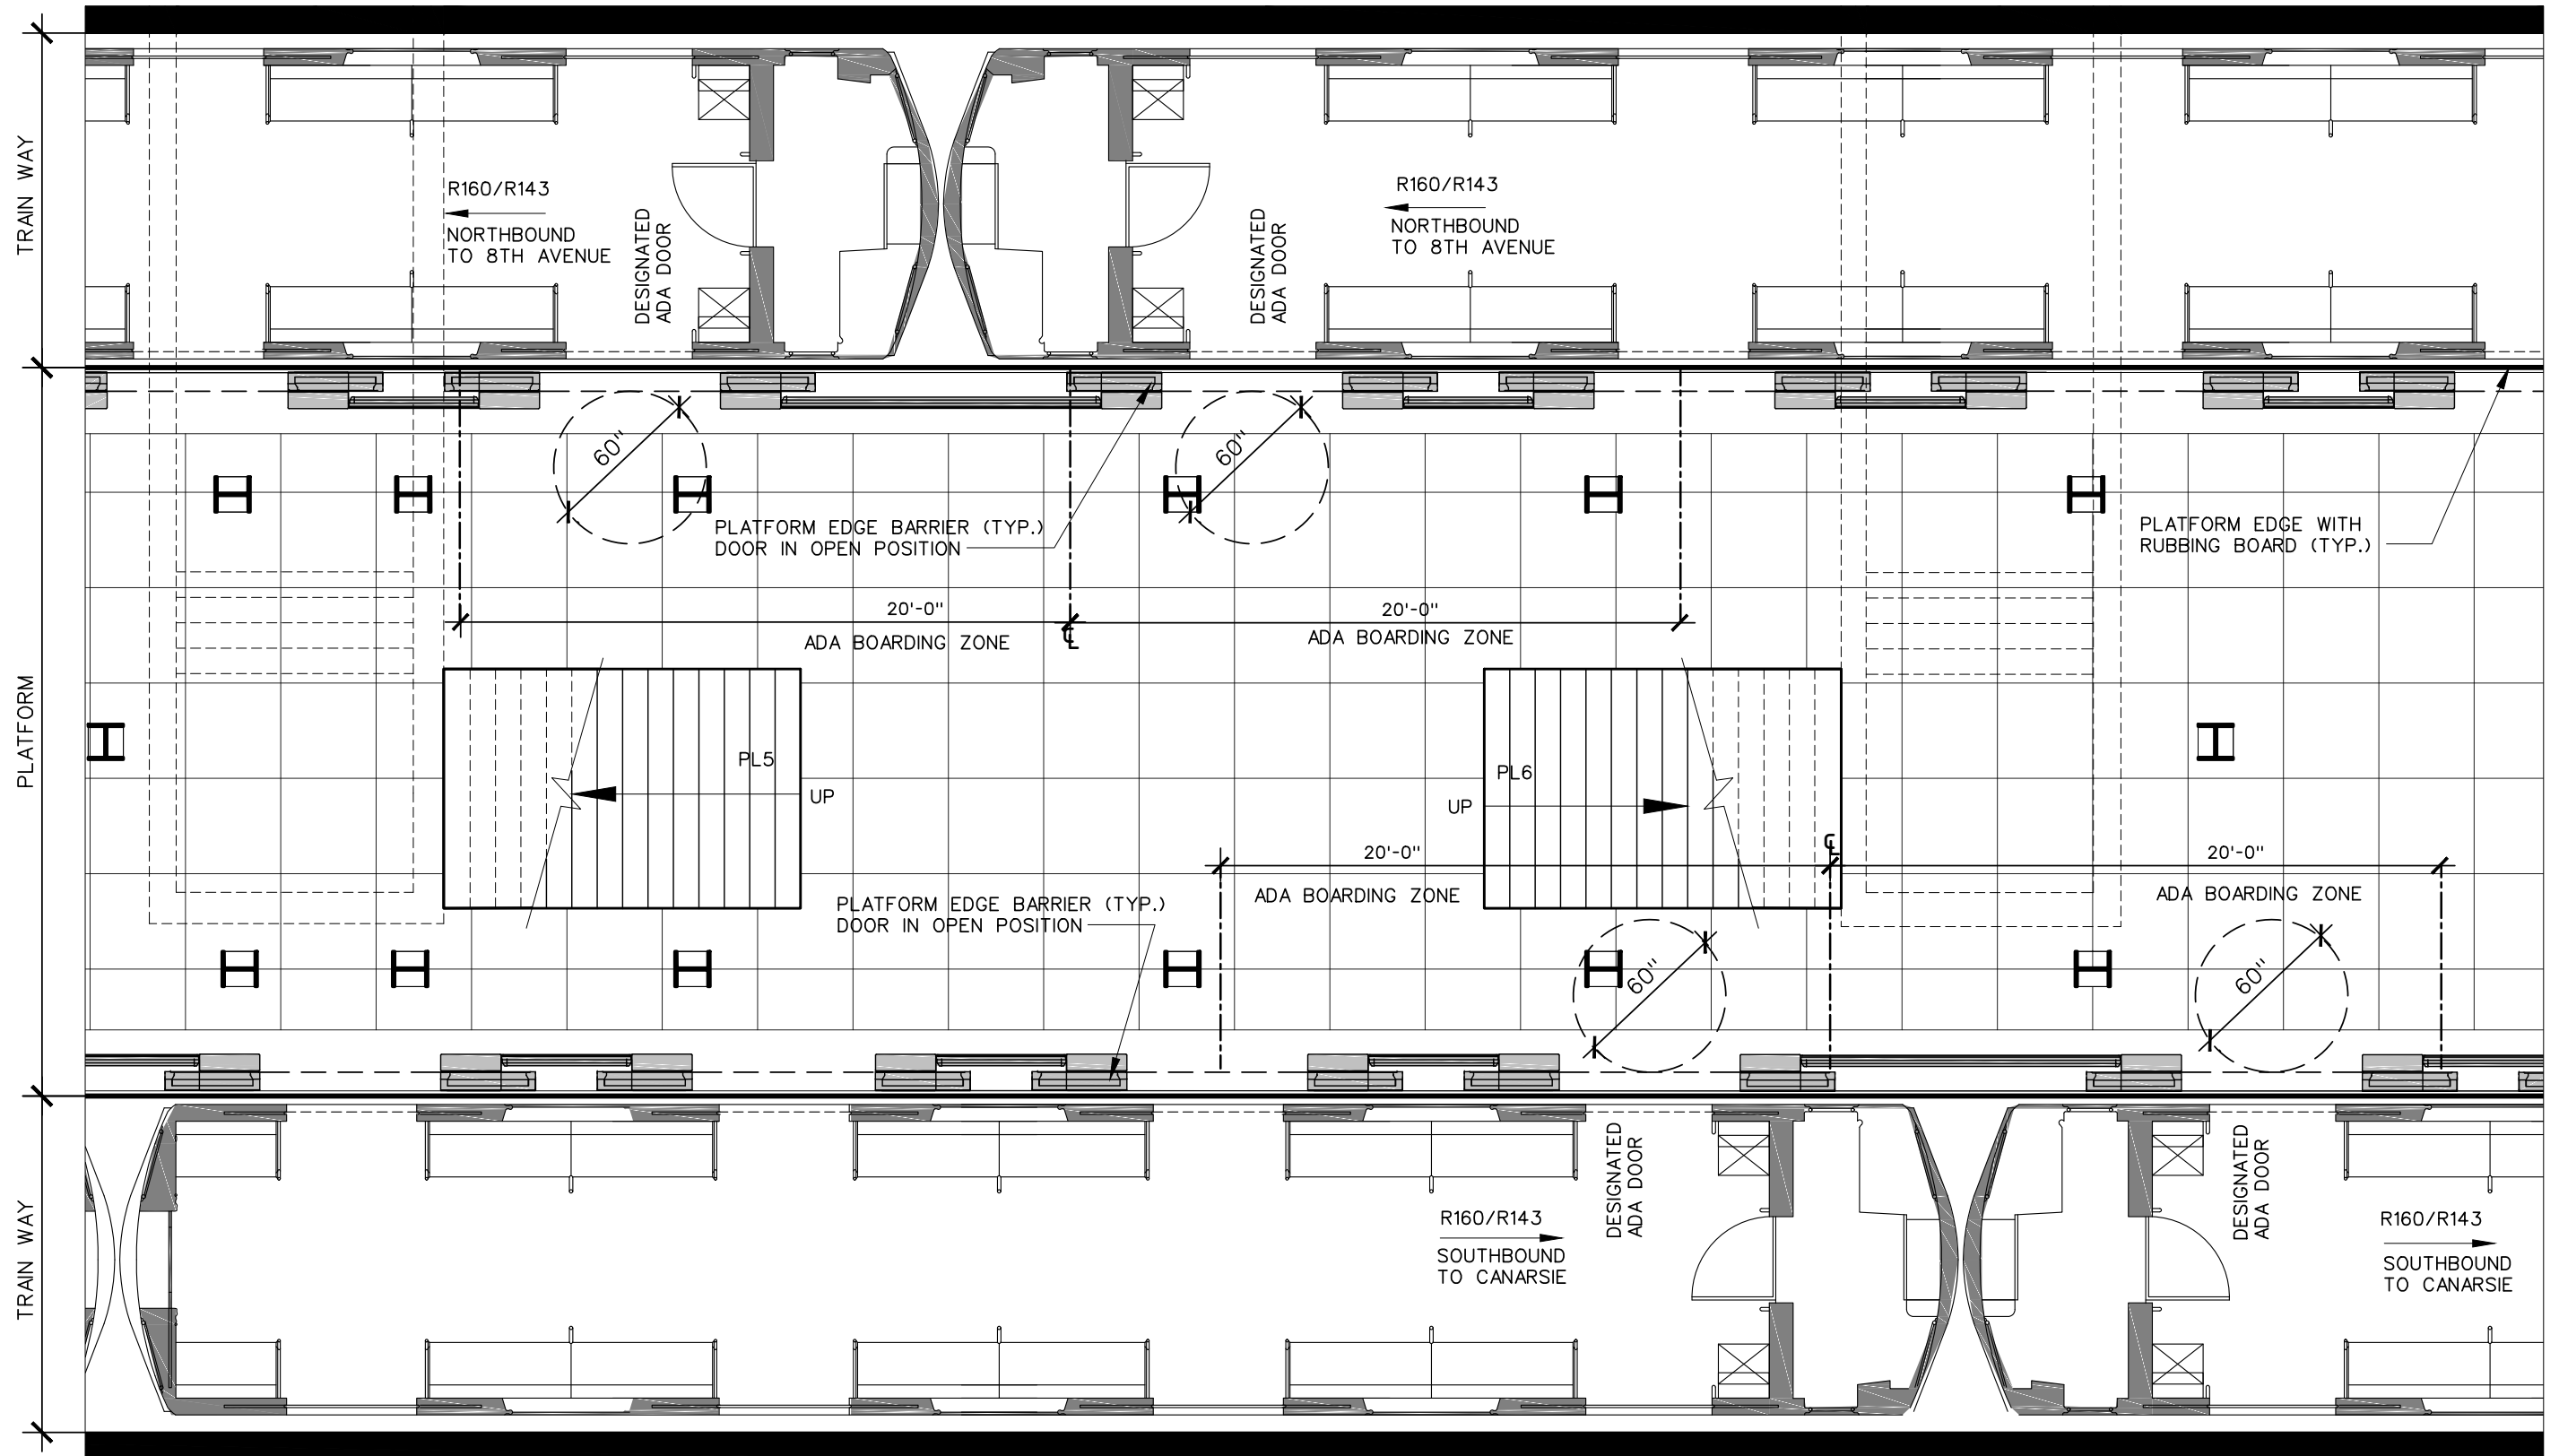 TRAIN WAY
R160/R143
NORTHBOUND
TO 8TH AVENUE
DESIGNATED
ADA DOOR
DESIGNATED
ADA DOOR
R160/R143
NORTHBOUND
TO 8TH AVENUE
PLATFORM
60"
60"
PLATFORM EDGE BARRIER (TYP.)
DOOR IN OPEN POSITION
PLATFORM EDGE WITH
RUBBING BOARD (TYP.)
20'-0"
ADA BOARDING ZONE
℄
20'-0"
ADA BOARDING ZONE
PL5
UP
PL6
UP
℄
20'-0"
ADA BOARDING ZONE
20'-0"
ADA BOARDING ZONE
PLATFORM EDGE BARRIER (TYP.)
DOOR IN OPEN POSITION
60"
60"
TRAIN WAY
R160/R143
SOUTHBOUND
TO CANARSIE
DESIGNATED
ADA DOOR
DESIGNATED
ADA DOOR
R160/R143
SOUTHBOUND
TO CANARSIE